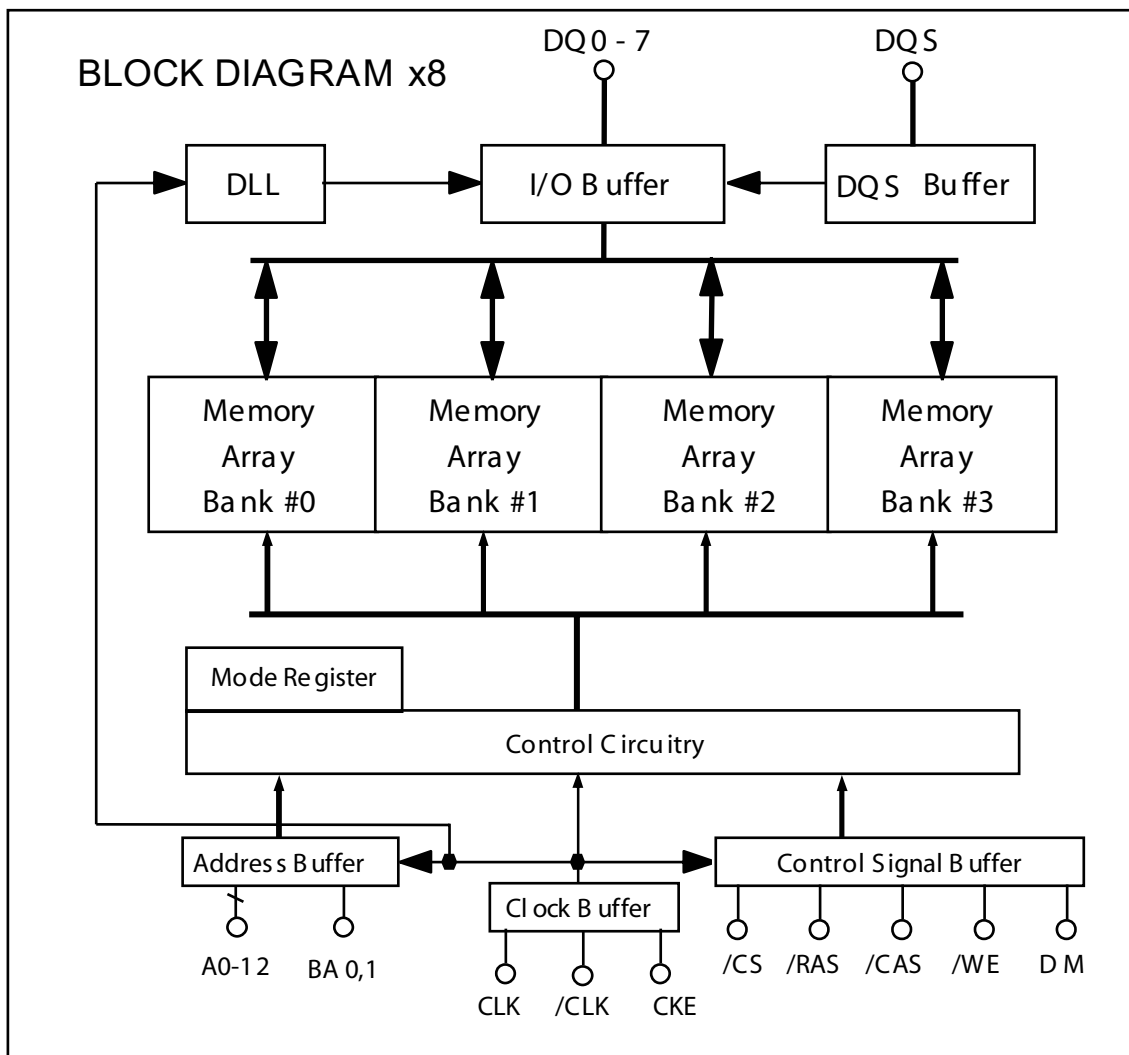 DQ0 - 7
DQS
BLOCK DIAGRAM x8
DLL
I/O Buffer
DQS Buffer
Memory
Array
Bank #0
Memory
Array
Bank #1
Memory
Array
Bank #2
Memory
Array
Bank #3
Mode Register
Control Circuitry
Address Buffer
Control Signal Buffer
Clock Buffer
A0-12
BA 0,1
/CS
/RAS
/CAS
/WE
DM
CLK
/CLK
CKE